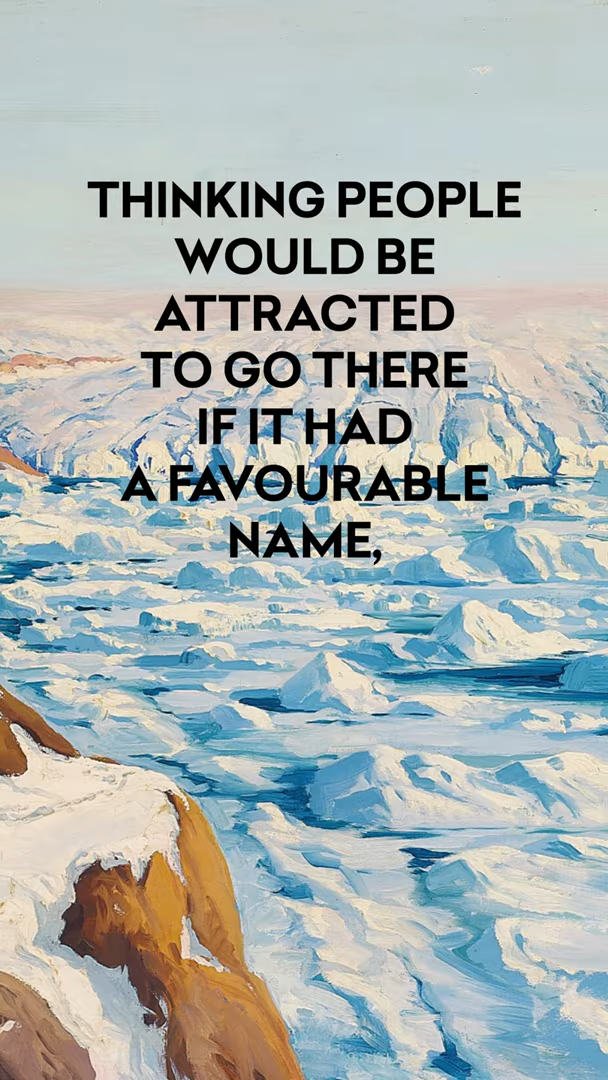 THINKING PEOPLE
WOULD BE
ATTRACTED
TO GO THERE
IF IT HAD
A FAVOURABLE
NAME,